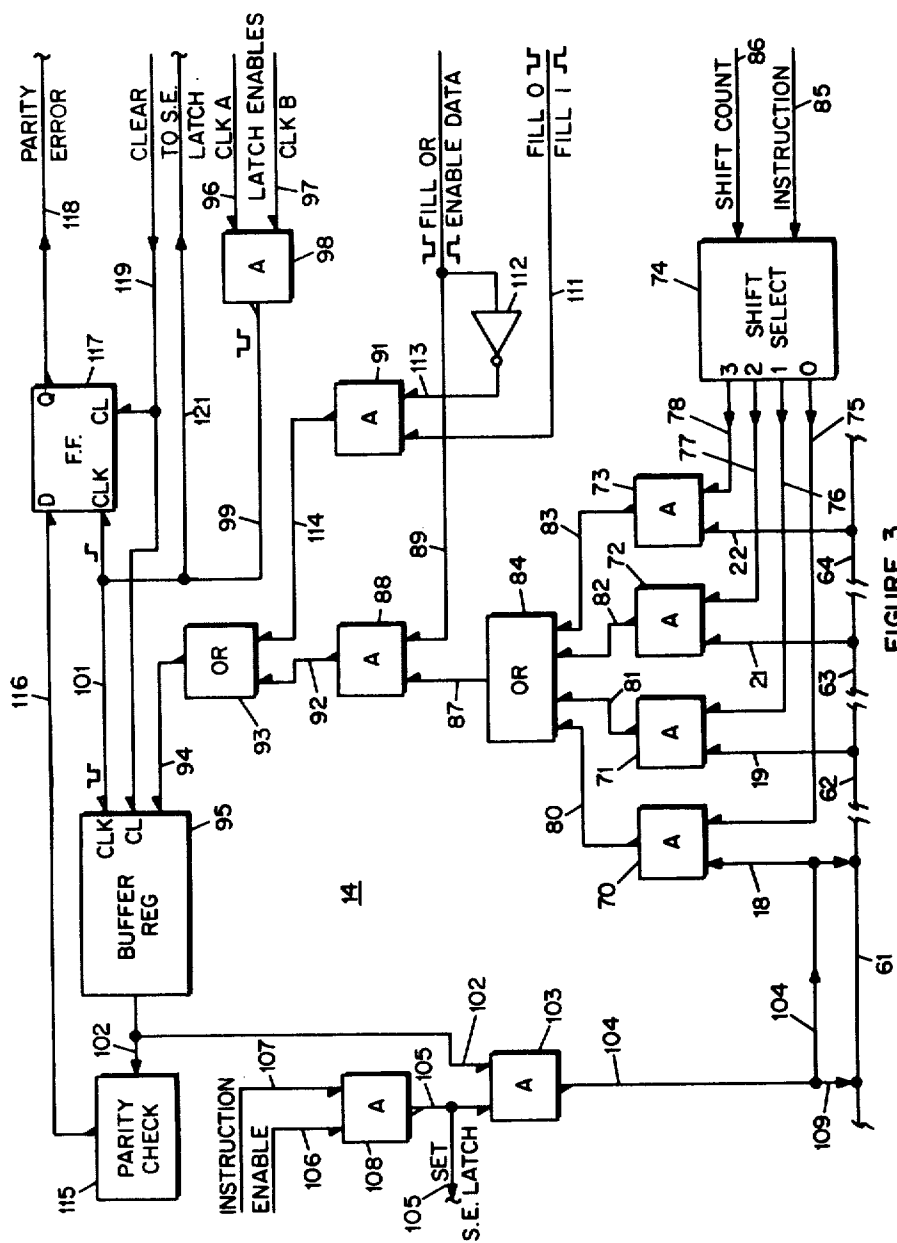 PARITY
ERROR
118
CLEAR
119
TO S.E.
LATCH
CLK A
96
LATCH ENABLES
CLK B
97
FILL OR
ENABLE DATA
FILL 0
FILL 1
111
SHIFT COUNT
86
INSTRUCTION
85
116
D
Q
F.F.
CLK
CL
117
121
A
98
99
112
113
A
91
114
89
74
SHIFT
SELECT
3
2
1
0
78
77
76
75
101
94
OR
93
92
A
88
87
OR
84
83
82
81
80
73
A
72
A
71
A
70
A
22
21
19
18
64
63
62
61
CLK
CL
BUFFER
REG
95
14
102
115
PARITY
CHECK
107
INSTRUCTION
ENABLE
106
A
108
105
SET
105
S.E. LATCH
102
103
A
104
104
109
FIGURE 3